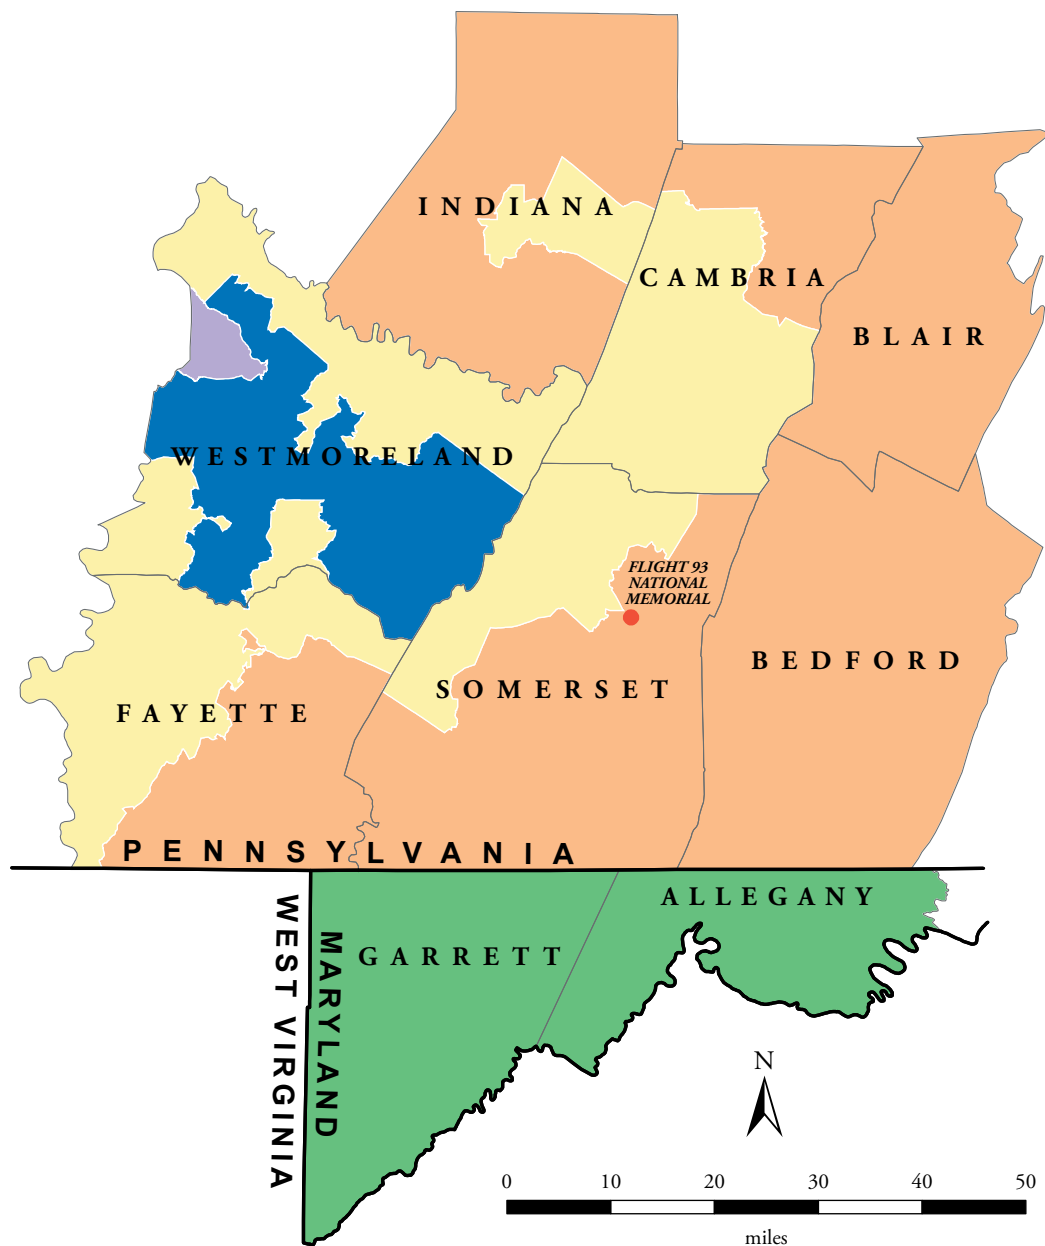 INDIANA
CAMBRIA
BLAIR
WESTMORELAND
FLIGHT 93
NATIONAL
MEMORIAL
BEDFORD
SOMERSET
FAYETTE
PENNSYLVANIA
ALLEGANY
WEST VIRGINIA
MARYLAND
GARRETT
N
0 10 20 30 40 50
miles